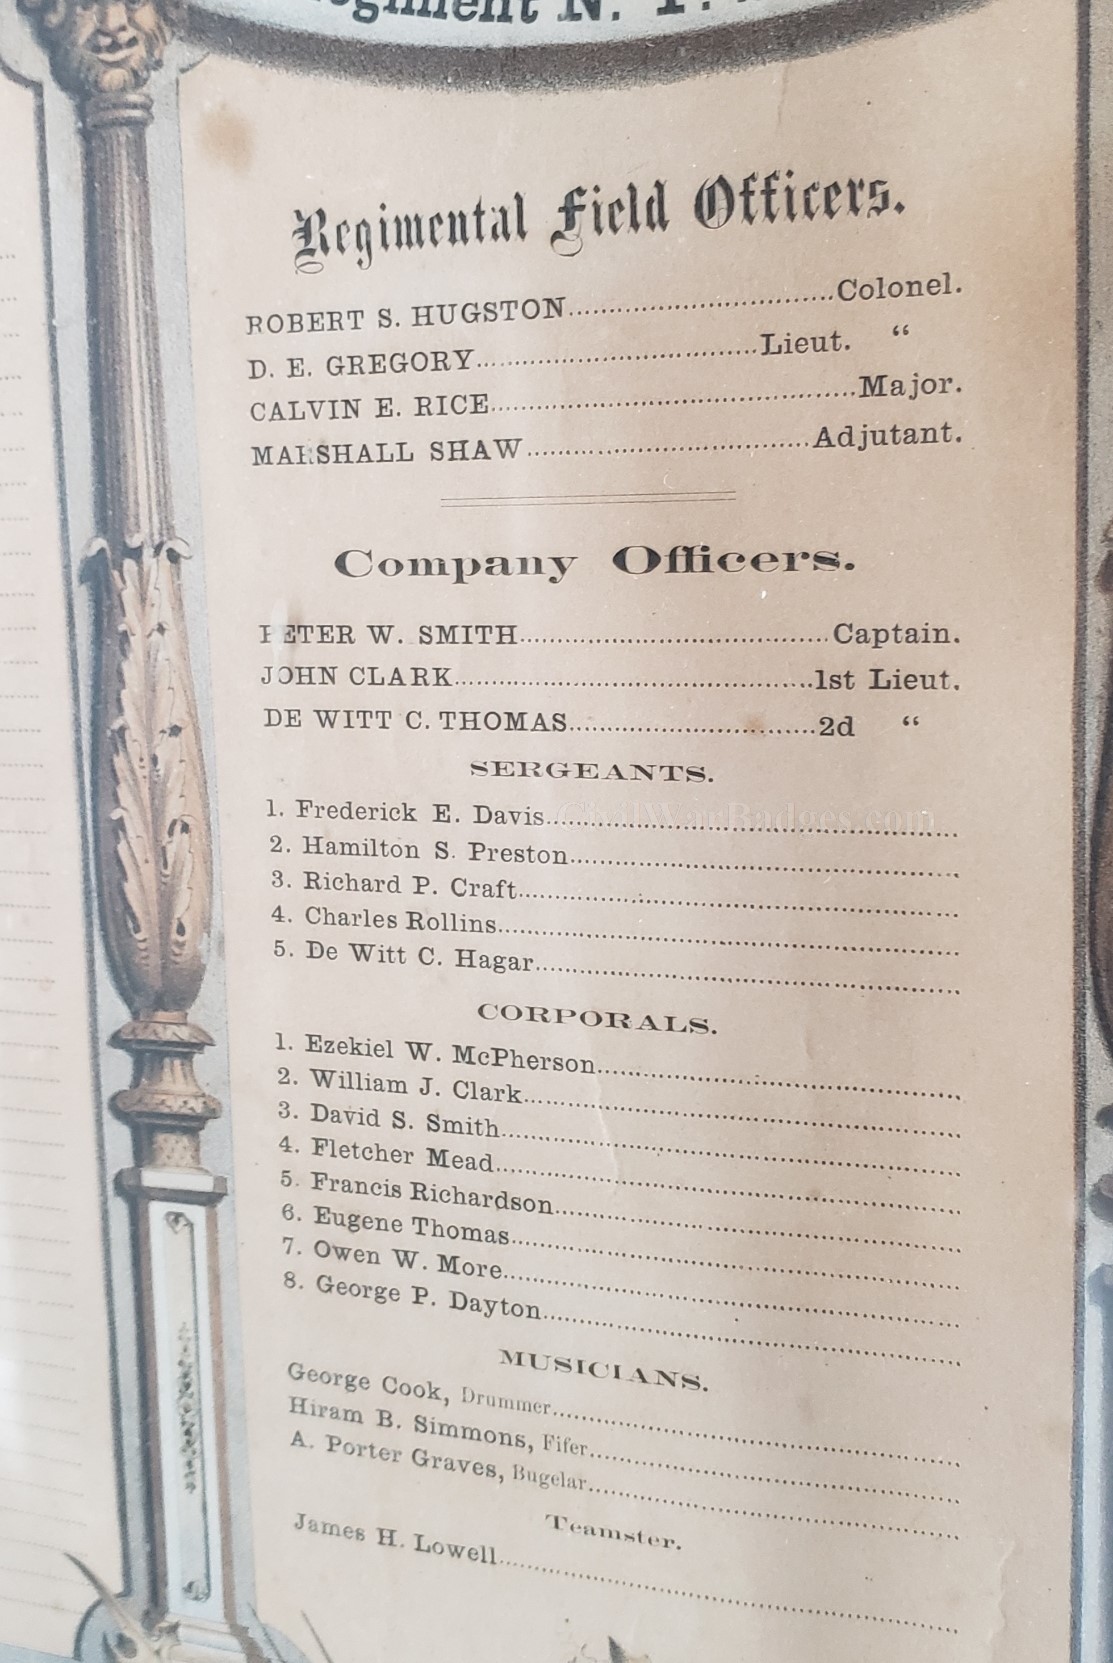 Regiment N. Y.
Regimental Field Officers.
ROBERT S. HUGSTON..............................Colonel.
D. E. GREGORY..............................Lieut. “
CALVIN E. RICE..............................Major.
MARSHALL SHAW..............................Adjutant.
Company Officers.
PETER W. SMITH..............................Captain.
JOHN CLARK..............................1st Lieut.
DE WITT C. THOMAS..............................2d “
SERGEANTS.
1. Frederick E. Davis..............................
CivilWarBadges.com
2. Hamilton S. Preston..............................
3. Richard P. Craft..............................
4. Charles Rollins..............................
5. De Witt C. Hagar..............................
CORPORALS.
1. Ezekiel W. McPherson..............................
2. William J. Clark..............................
3. David S. Smith..............................
4. Fletcher Mead..............................
5. Francis Richardson..............................
6. Eugene Thomas..............................
7. Owen W. More..............................
8. George P. Dayton..............................
MUSICIANS.
George Cook, Drummer..............................
Hiram B. Simmons, Fifer..............................
A. Porter Graves, Bugelar..............................
Teamster.
James H. Lowell..............................